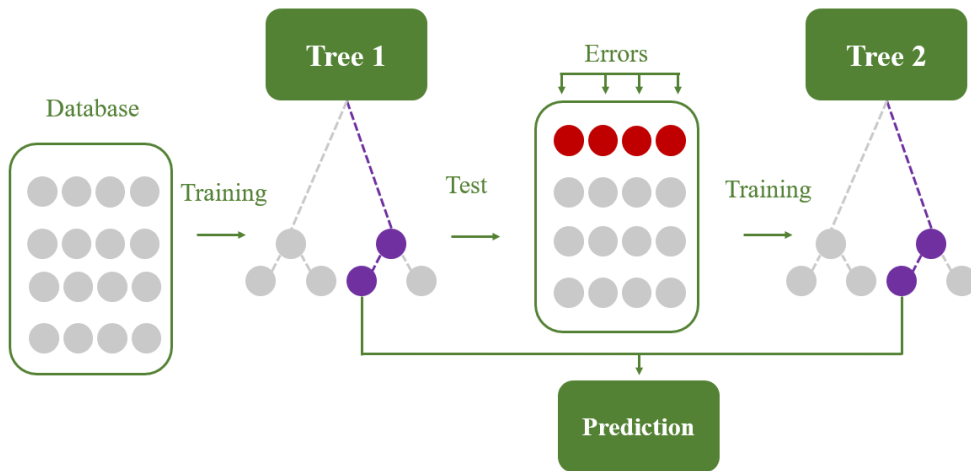 Tree 1
Errors
Tree 2
Database
Training
Test
Training
Prediction